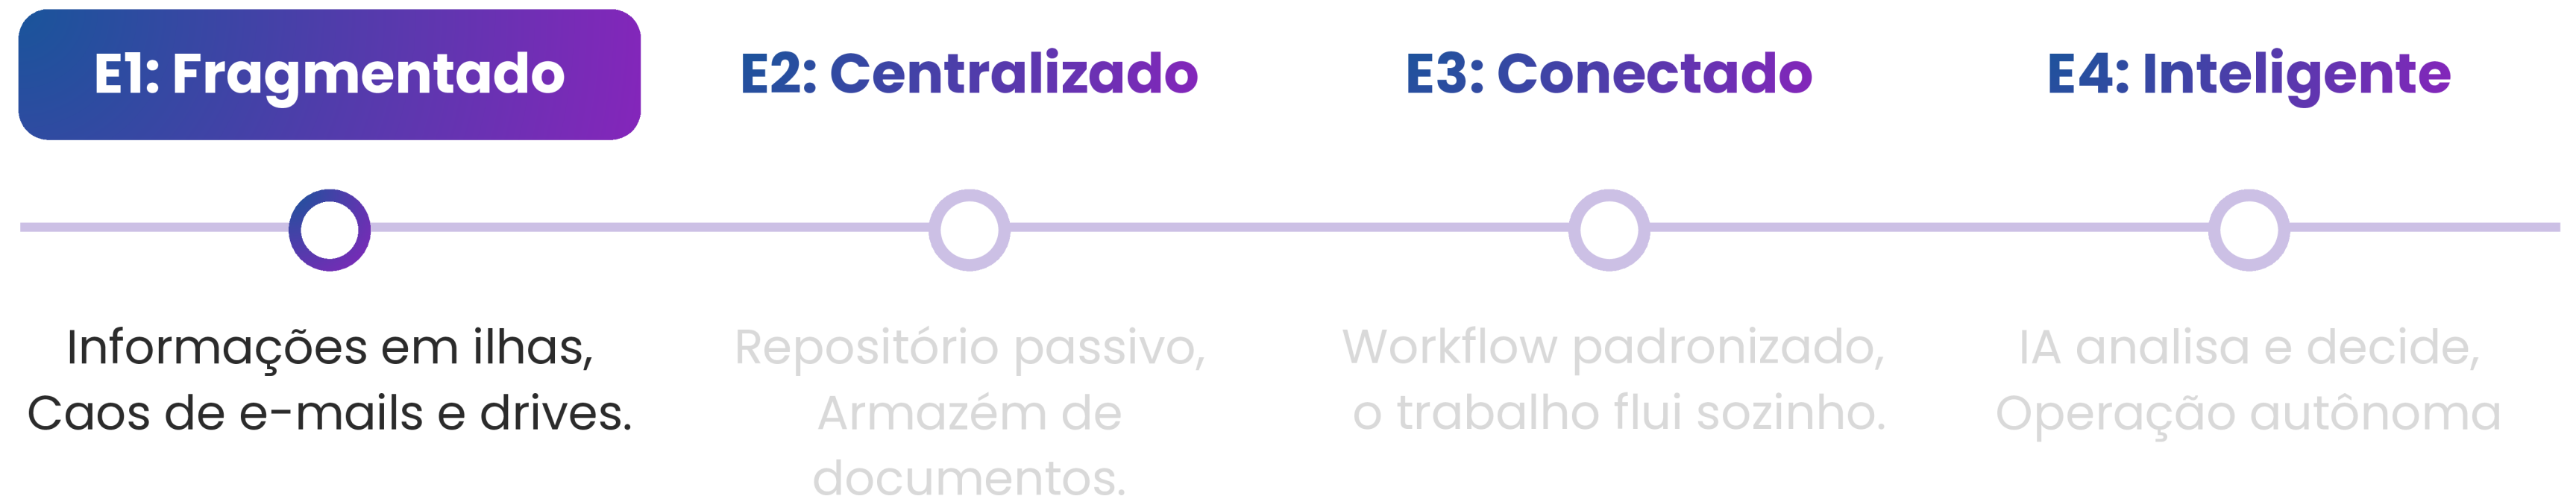 E1: Fragmentado
E2: Centralizado
E3: Conectado
E4: Inteligente
Informações em ilhas,
Caos de e-mails e drives.
Repositório passivo,
Armazém de
documentos.
Workflow padronizado,
o trabalho flui sozinho.
IA analisa e decide,
Operação autônoma